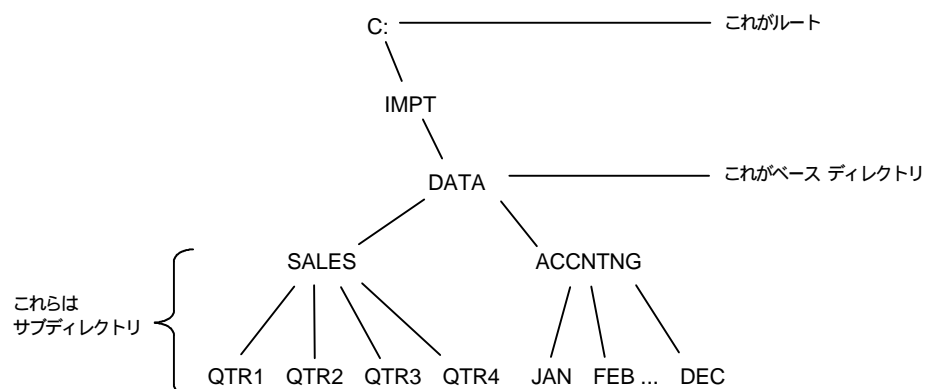 C: これがルート
IMPT
DATA これがベース ディレクトリ
SALES ACCNTNG
これらは
サブディレクトリ
QTR1 QTR2 QTR3 QTR4 JAN FEB ... DEC